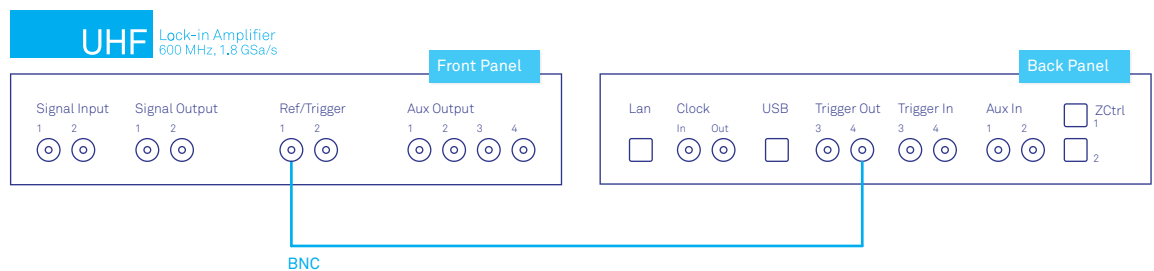 UHF Lock-in Amplifier
600 MHz, 1.8 GSa/s
Front Panel
Back Panel
Signal Input Signal Output Ref/Trigger Aux Output
1 2 1 2 1 2 1 2 3 4
Lan Clock USB Trigger Out Trigger In Aux In ZCtrl
In Out 3 4 3 4 1 2 1
2
BNC